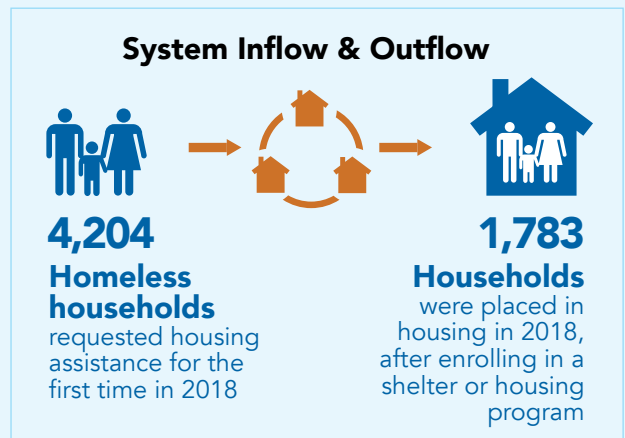 System Inflow & Outflow
4,204
Homeless
households
requested housing
assistance for the
first time in 2018
1,783
Households
were placed in
housing in 2018,
after enrolling in a
shelter or housing
program